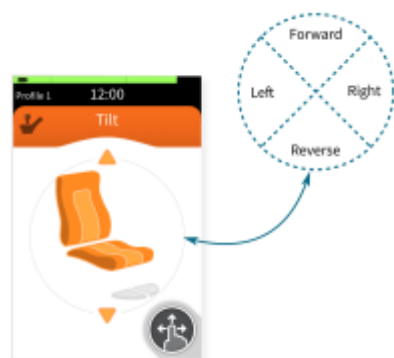 Forward
Left Right
Reverse
Profile 1 12:00
Tilt